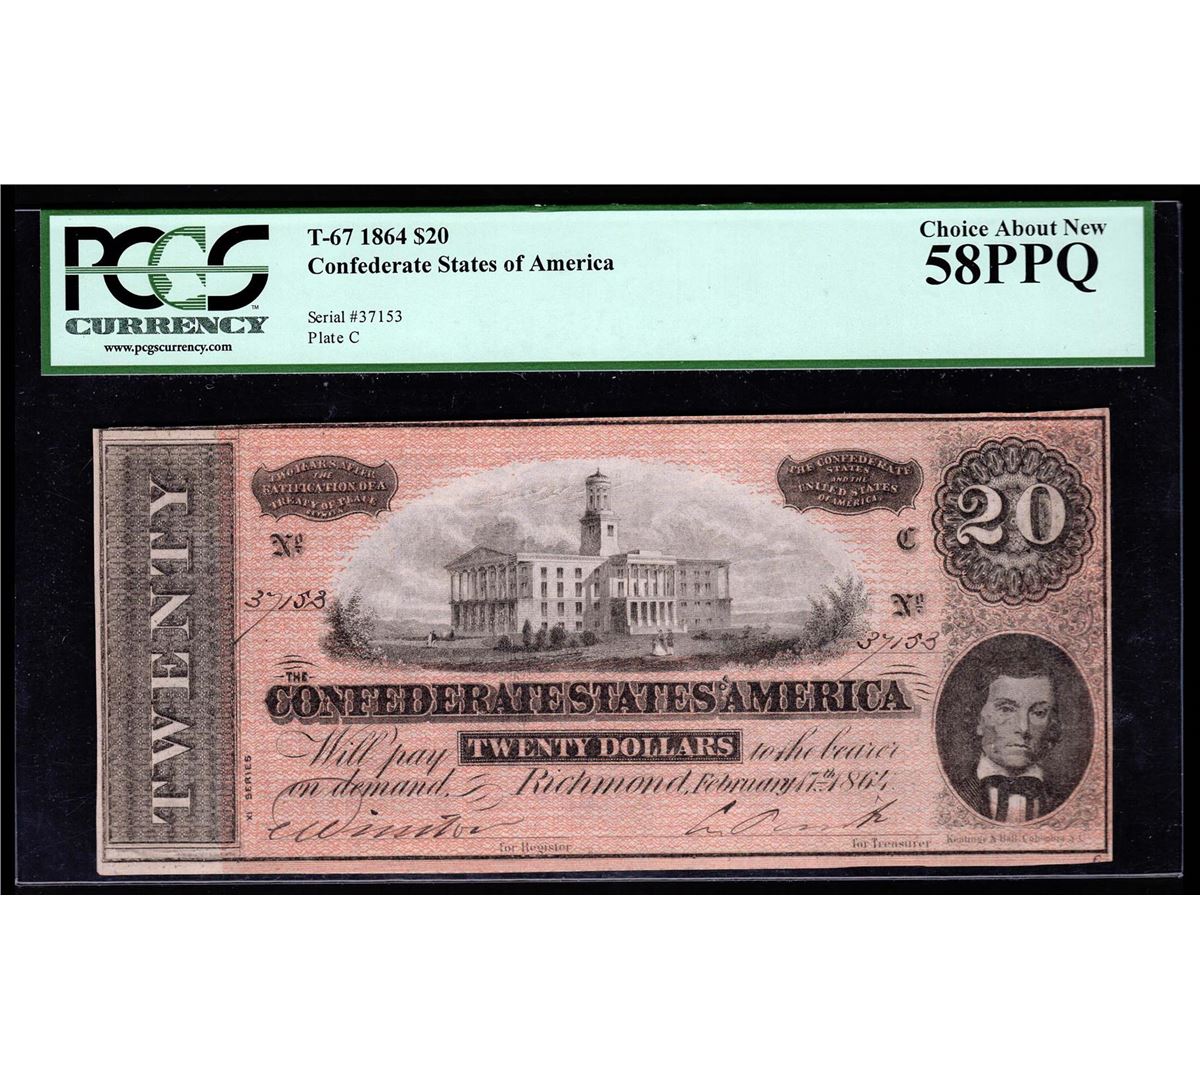 PCGS™
CURRENCY
www.pcgscurrency.com
T-67 1864 $20
Confederate States of America
Serial #37153
Plate C
Choice About New
58PPQ
TWENTY
TWO YEARS AFTER
THE
RATIFICATION OF A
TREATY OF PEACE
THE CONFEDERATE
STATES
AND THE
UNITED STATES
OF AMERICA.
20
No
C
37153
No
37153
THE
CONFEDERATE STATES OF AMERICA
Will pay TWENTY DOLLARS to the bearer
on demand, Richmond, February 17th 1864,
XI SERIES
for Register
for Treasurer
Keatinge & Ball, Columbia, S.C.